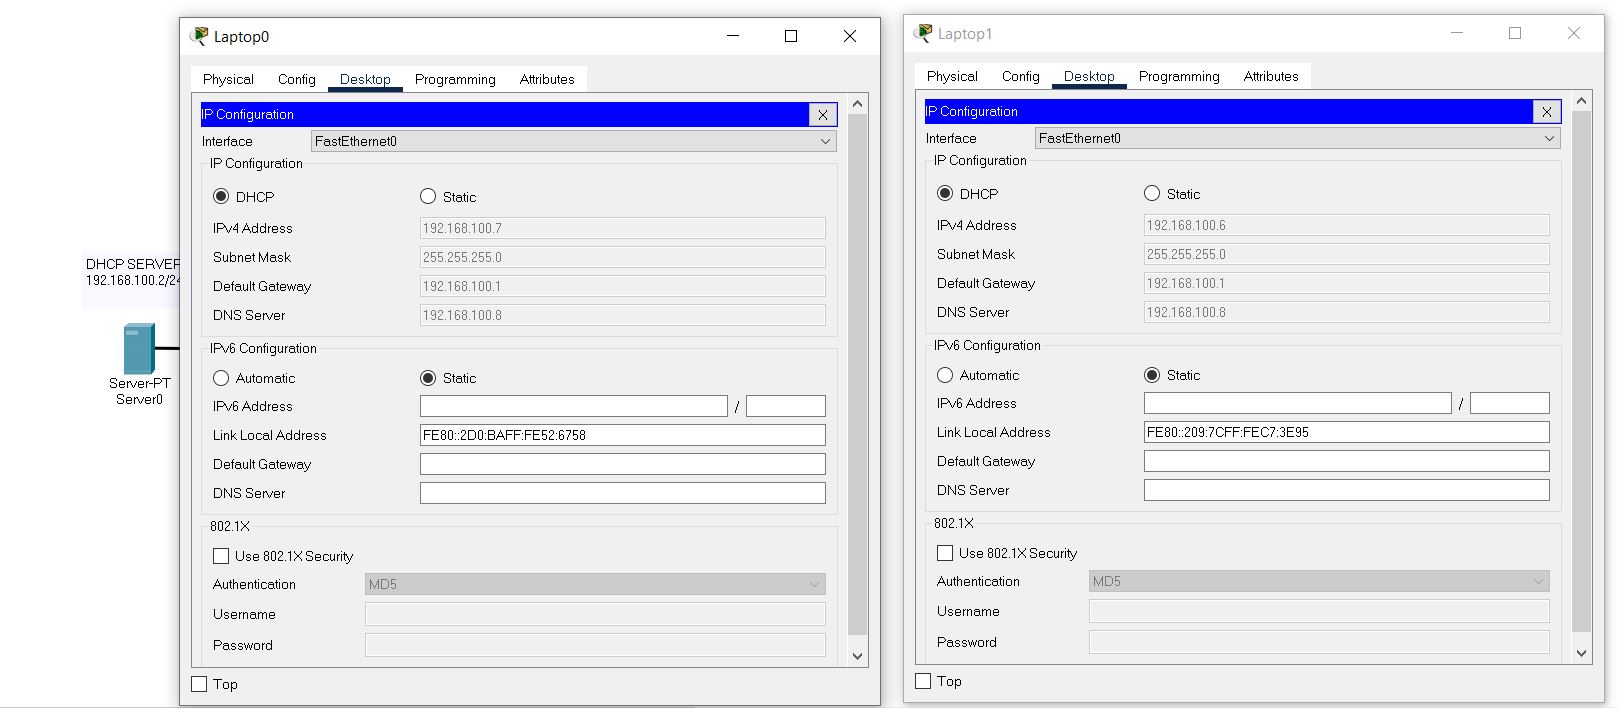 DHCP SERVER
192.168.100.2/24
Server-PT
Server0
Laptop0
Physical Config Desktop Programming Attributes
IP Configuration X
Interface FastEthernet0
IP Configuration
DHCP Static
IPv4 Address 192.168.100.7
Subnet Mask 255.255.255.0
Default Gateway 192.168.100.1
DNS Server 192.168.100.8
IPv6 Configuration
Automatic Static
IPv6 Address /
Link Local Address FE80::2D0:BAFF:FE52:6758
Default Gateway
DNS Server
802.1X
Use 802.1X Security
Authentication MD5
Username
Password
Top
Laptop1
Physical Config Desktop Programming Attributes
IP Configuration X
Interface FastEthernet0
IP Configuration
DHCP Static
IPv4 Address 192.168.100.6
Subnet Mask 255.255.255.0
Default Gateway 192.168.100.1
DNS Server 192.168.100.8
IPv6 Configuration
Automatic Static
IPv6 Address /
Link Local Address FE80::209:7CFF:FEC7:3E95
Default Gateway
DNS Server
802.1X
Use 802.1X Security
Authentication MD5
Username
Password
Top